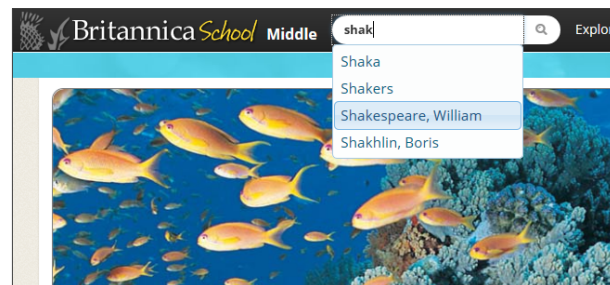 Britannica School Middle shak Explo
Shaka
Shakers
Shakespeare, William
Shakhlin, Boris